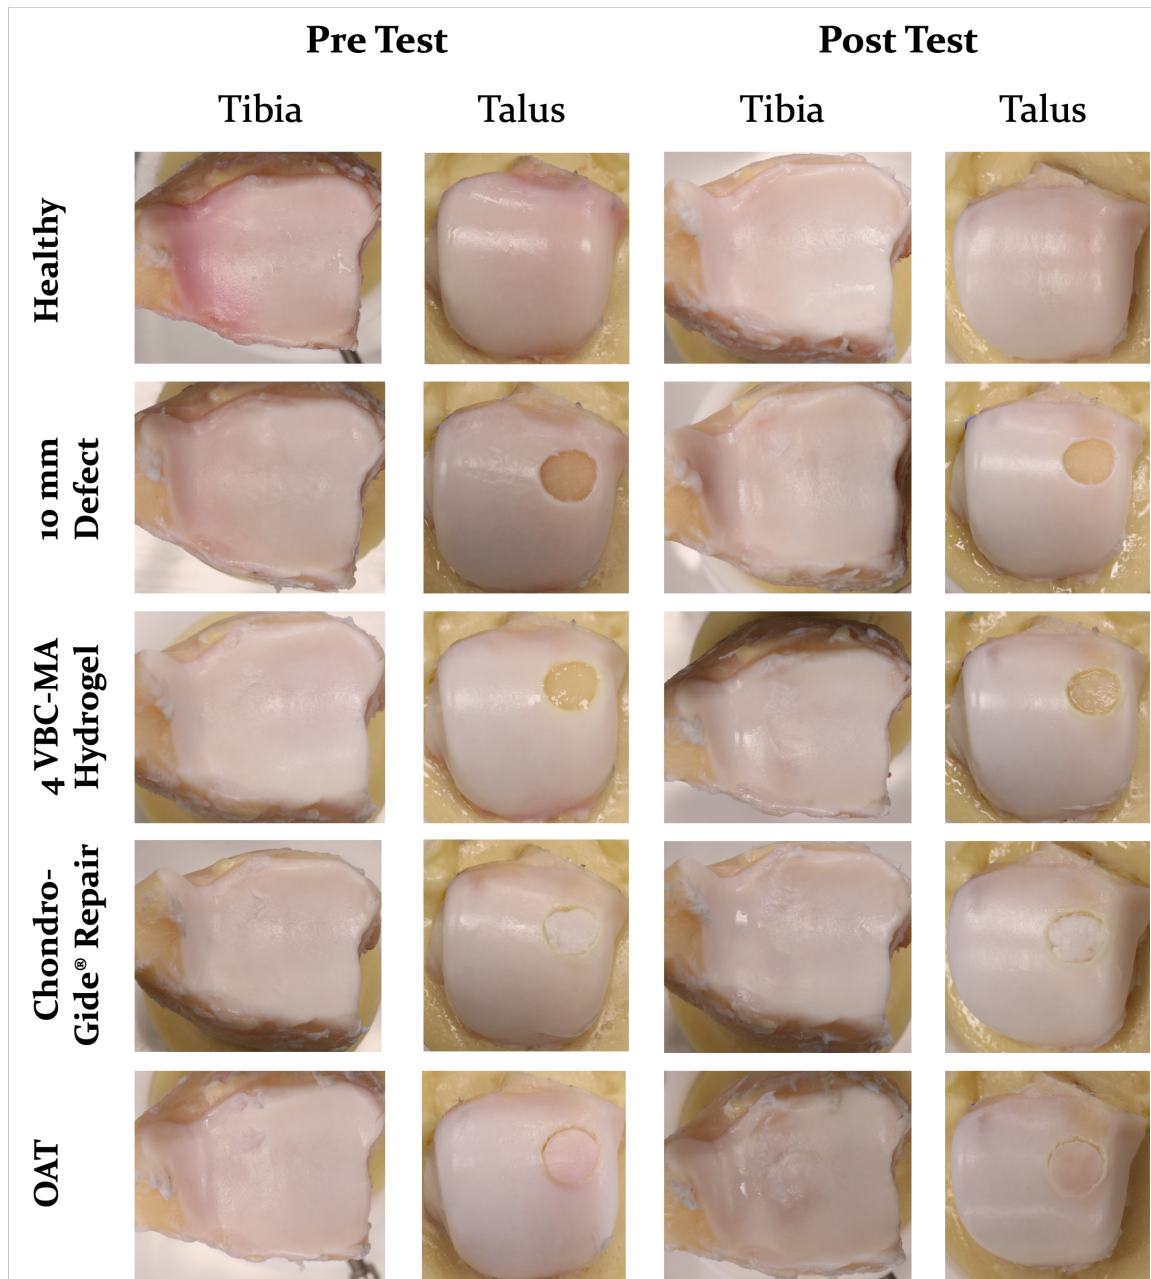 Pre Test
Post Test
Tibia
Talus
Tibia
Talus
Healthy
10 mm
Defect
4 VBC-MA
Hydrogel
Chondro-
Gide® Repair
OAT